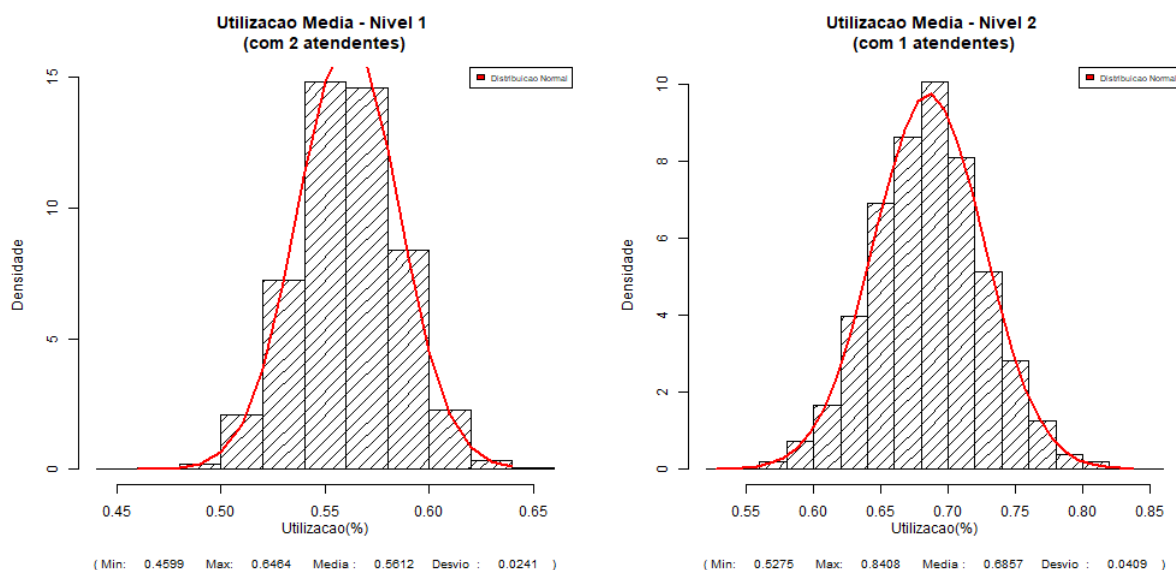 Utilizacao Media - Nivel 1
(com 2 atendentes)
Distribuicao Normal
Densidade
0
5
10
15
0.45 0.50 0.55 0.60 0.65
Utilizacao(%)
( Min: 0.4599 Max: 0.6464 Media : 0.5612 Desvio : 0.0241 )
Utilizacao Media - Nivel 2
(com 1 atendentes)
Distribuicao Normal
Densidade
0
2
4
6
8
10
0.55 0.60 0.65 0.70 0.75 0.80 0.85
Utilizacao(%)
( Min: 0.5275 Max: 0.8408 Media : 0.6857 Desvio : 0.0409 )